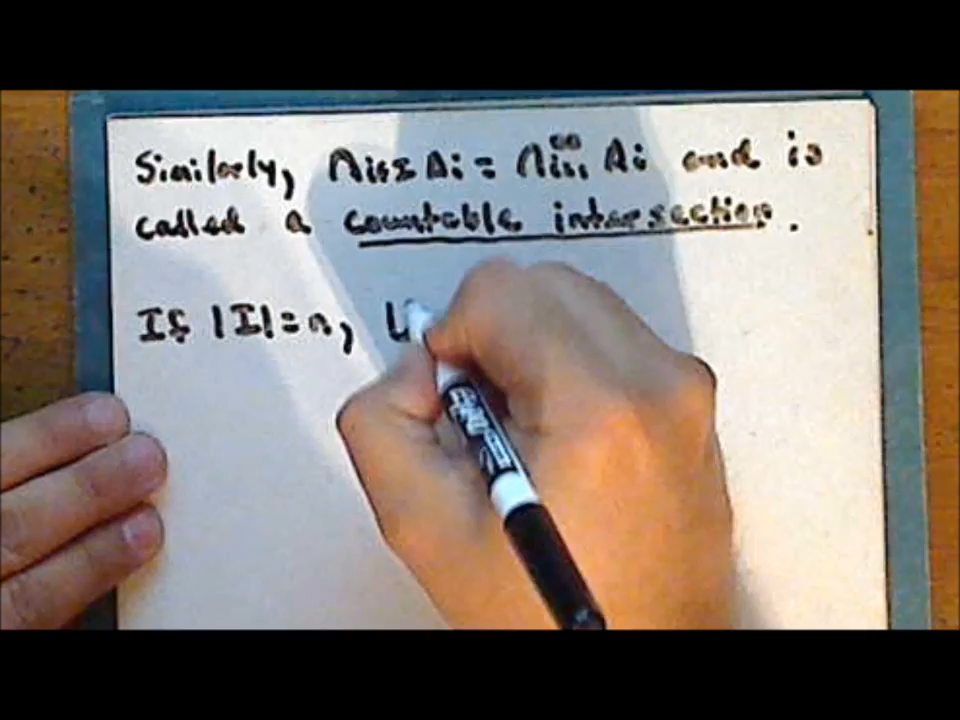 Similarly, ∩i∈I Ai = ∩i=1^∞ Ai and is
called a countable intersection.
If |I|=n, U